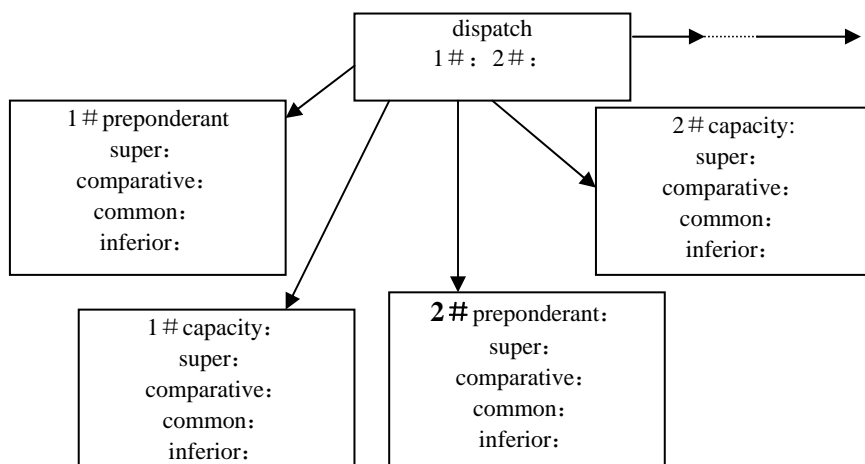 dispatch
1＃：2＃：
1＃preponderant
super：
comparative：
common：
inferior：
2＃capacity:
super：
comparative：
common：
inferior：
1＃capacity：
super：
comparative：
common：
inferior：
2＃preponderant：
super：
comparative：
common：
inferior：